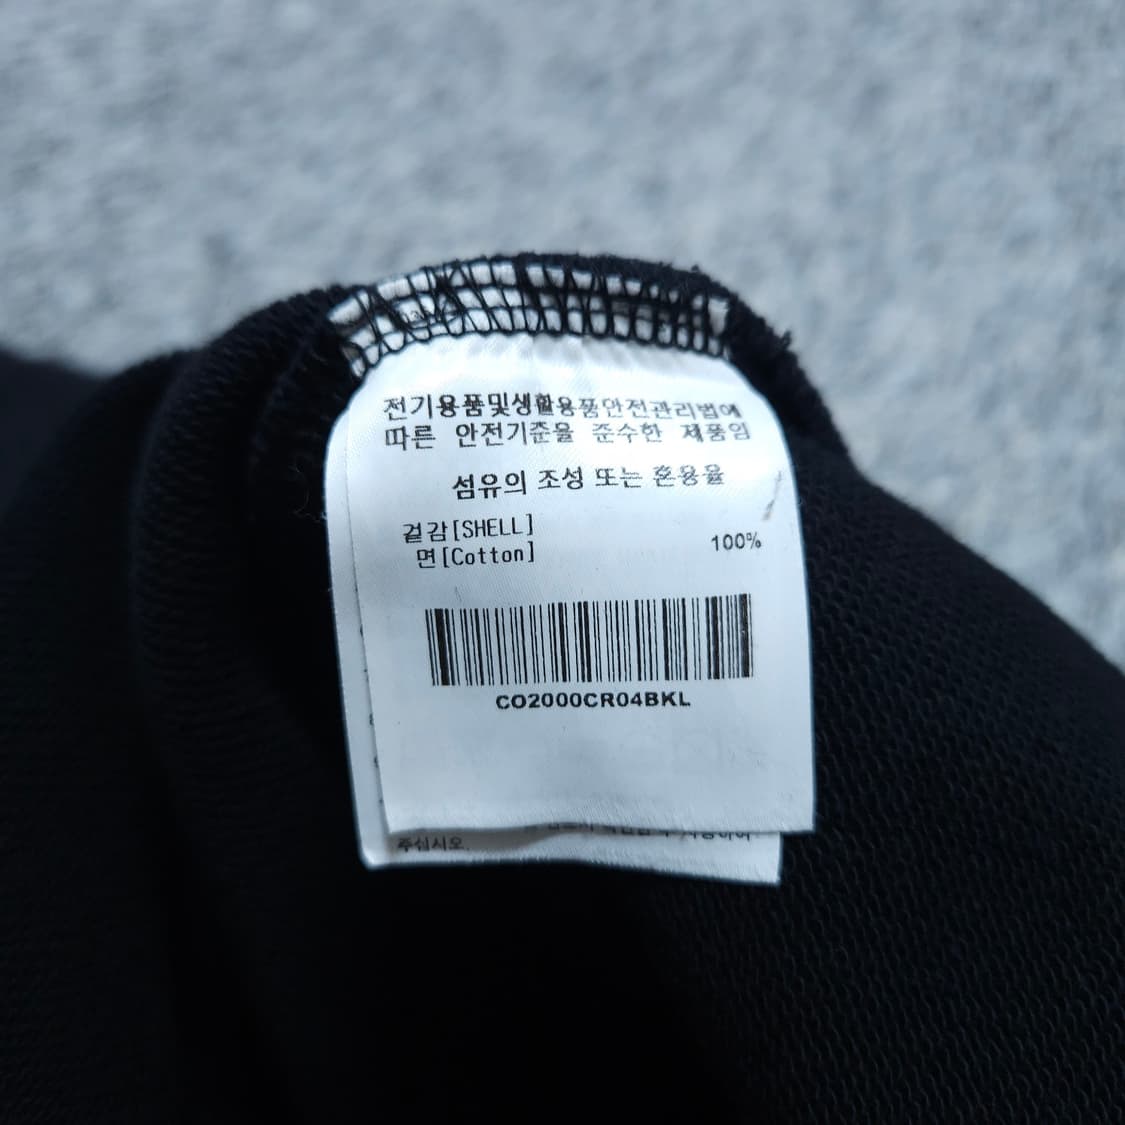 전기용품및생활용품안전관리법에
따른 안전기준을 준수한 제품임
섬유의 조성 또는 혼용율
겉감[SHELL]
면[Cotton] 100%
CO2000CR04BKL
주십시오.